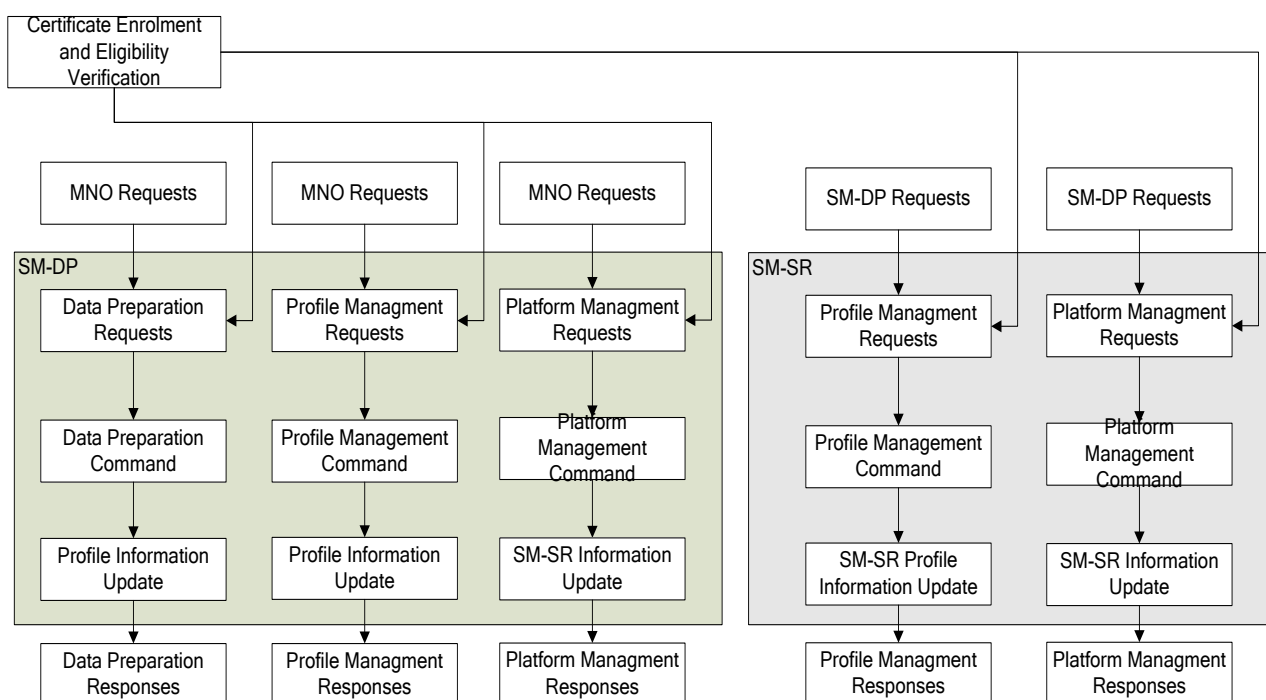 Certificate Enrolment
and Eligibility
Verification
MNO Requests
MNO Requests
MNO Requests
SM-DP Requests
SM-DP Requests
SM-DP
SM-SR
Data Preparation
Requests
Profile Managment
Requests
Platform Managment
Requests
Profile Managment
Requests
Platform Managment
Requests
Data Preparation
Command
Profile Management
Command
Platform
Management
Command
Profile Management
Command
Platform
Management
Command
Profile Information
Update
Profile Information
Update
SM-SR Information
Update
SM-SR Profile
Information Update
SM-SR Information
Update
Data Preparation
Responses
Profile Managment
Responses
Platform Managment
Responses
Profile Managment
Responses
Platform Managment
Responses